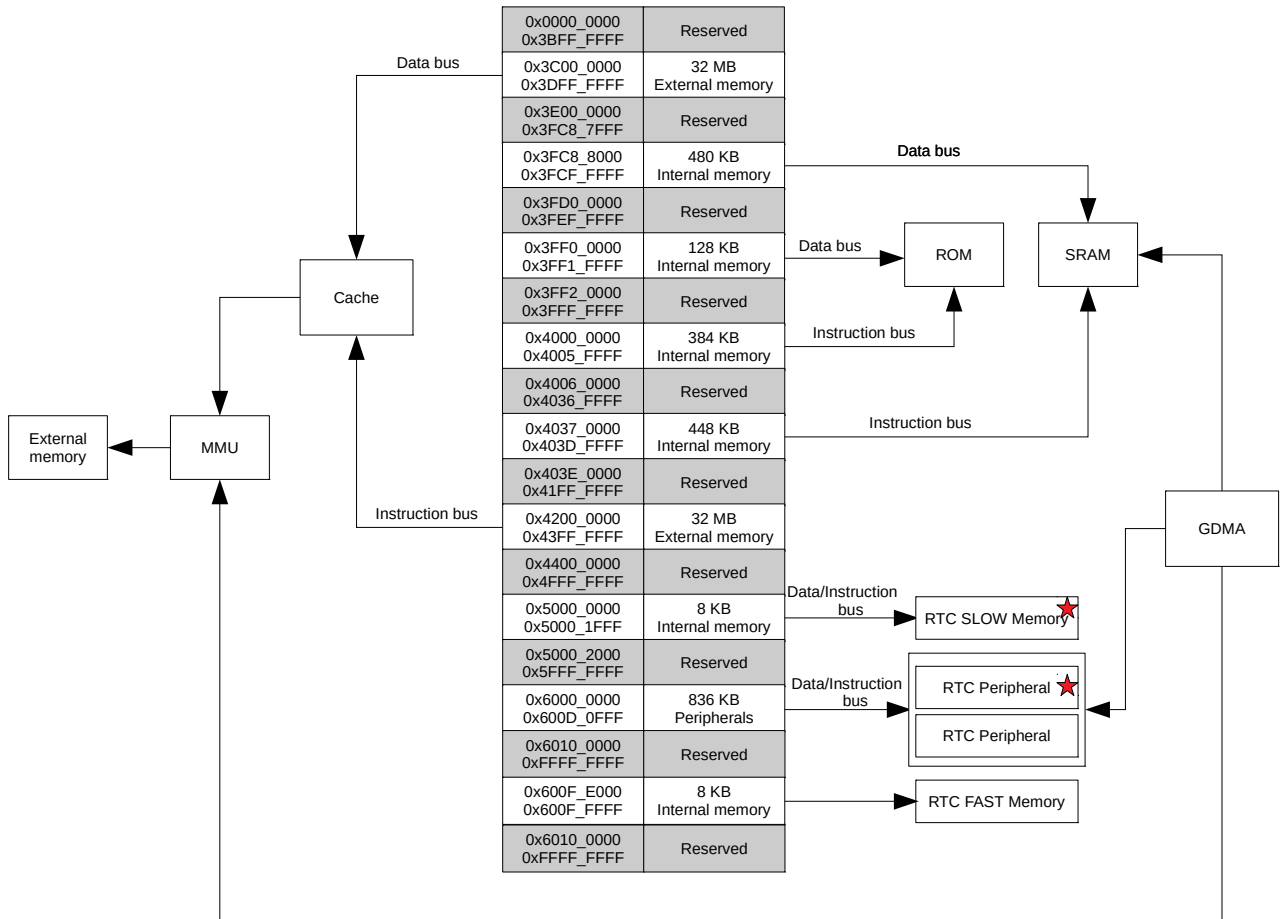 0x0000_0000
0x3BFF_FFFF
Reserved
Data bus
0x3C00_0000
0x3DFF_FFFF
32 MB
External memory
0x3E00_0000
0x3FC8_7FFF
Reserved
0x3FC8_8000
0x3FCF_FFFF
480 KB
Internal memory
Data bus
0x3FD0_0000
0x3FEF_FFFF
Reserved
0x3FF0_0000
0x3FF1_FFFF
128 KB
Internal memory
Data bus
ROM
SRAM
Cache
0x3FF2_0000
0x3FFF_FFFF
Reserved
0x4000_0000
0x4005_FFFF
384 KB
Internal memory
Instruction bus
0x4006_0000
0x4036_FFFF
Reserved
External
memory
MMU
0x4037_0000
0x403D_FFFF
448 KB
Internal memory
Instruction bus
0x403E_0000
0x41FF_FFFF
Reserved
Instruction bus
0x4200_0000
0x43FF_FFFF
32 MB
External memory
GDMA
0x4400_0000
0x4FFF_FFFF
Reserved
0x5000_0000
0x5000_1FFF
8 KB
Internal memory
Data/Instruction
bus
RTC SLOW Memory
0x5000_2000
0x5FFF_FFFF
Reserved
0x6000_0000
0x600D_0FFF
836 KB
Peripherals
Data/Instruction
bus
RTC Peripheral
RTC Peripheral
0x6010_0000
0xFFFF_FFFF
Reserved
0x600F_E000
0x600F_FFFF
8 KB
Internal memory
RTC FAST Memory
0x6010_0000
0xFFFF_FFFF
Reserved